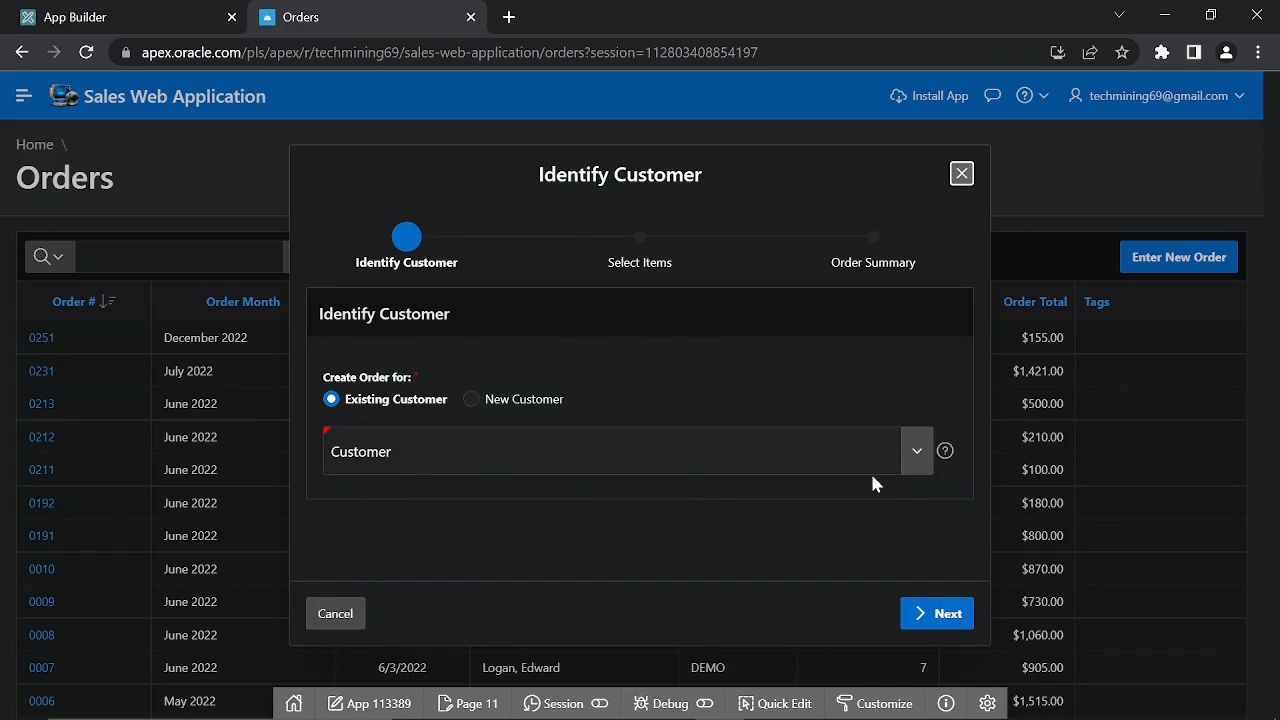 App Builder
Orders
apex.oracle.com/pls/apex/r/techmining69/sales-web-application/orders?session=112803408854197
Sales Web Application
Install App
techmining69@gmail.com
Home \
Orders
Identify Customer
Identify Customer
Select Items
Order Summary
Enter New Order
Order #
Order Month
Order Total
Tags
Identify Customer
0251 December 2022 $155.00
0231 July 2022 $1,421.00
Create Order for:
Existing Customer
New Customer
0213 June 2022 $500.00
0212 June 2022 $210.00
Customer
0211 June 2022 $100.00
0192 June 2022 $180.00
0191 June 2022 $800.00
0010 June 2022 $870.00
0009 June 2022 $730.00
Cancel
Next
0008 June 2022 $1,060.00
0007 June 2022 6/3/2022 Logan, Edward DEMO 7 $905.00
0006 May 2022 $1,515.00
App 113389
Page 11
Session
Debug
Quick Edit
Customize